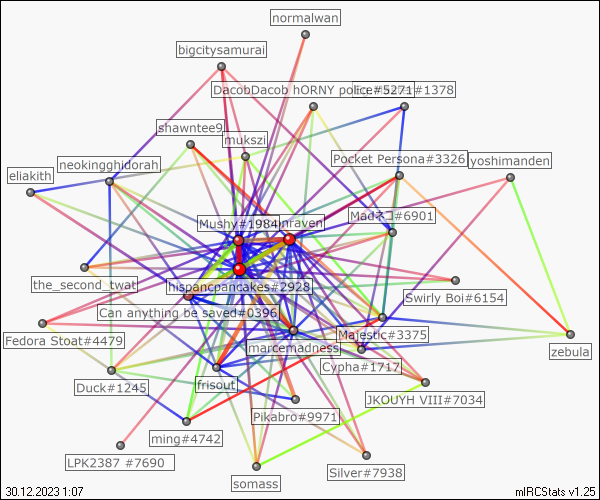 normalwan
bigcitysamurai
DacobDacob hORNY police#5271#1378
shawntee9
mukszi
neokingghidorah
Pocket Persona#3326
yoshimanden
eliakith
Mushy#1984
nraven
Madネコ#6901
the_second_twat
hispancpancakes#2928
Swirly Boi#6154
Can anything be saved#0396
Fedora Stoat#4479
Majestic#3375
marcemadness
zebula
Cypha#1717
Duck#1245
frisout
JKOUYH VIII#7034
Pikabro#9971
ming#4742
LPK2387 #7690
Silver#7938
somass
30.12.2023 1:07
mIRCStats v1.25